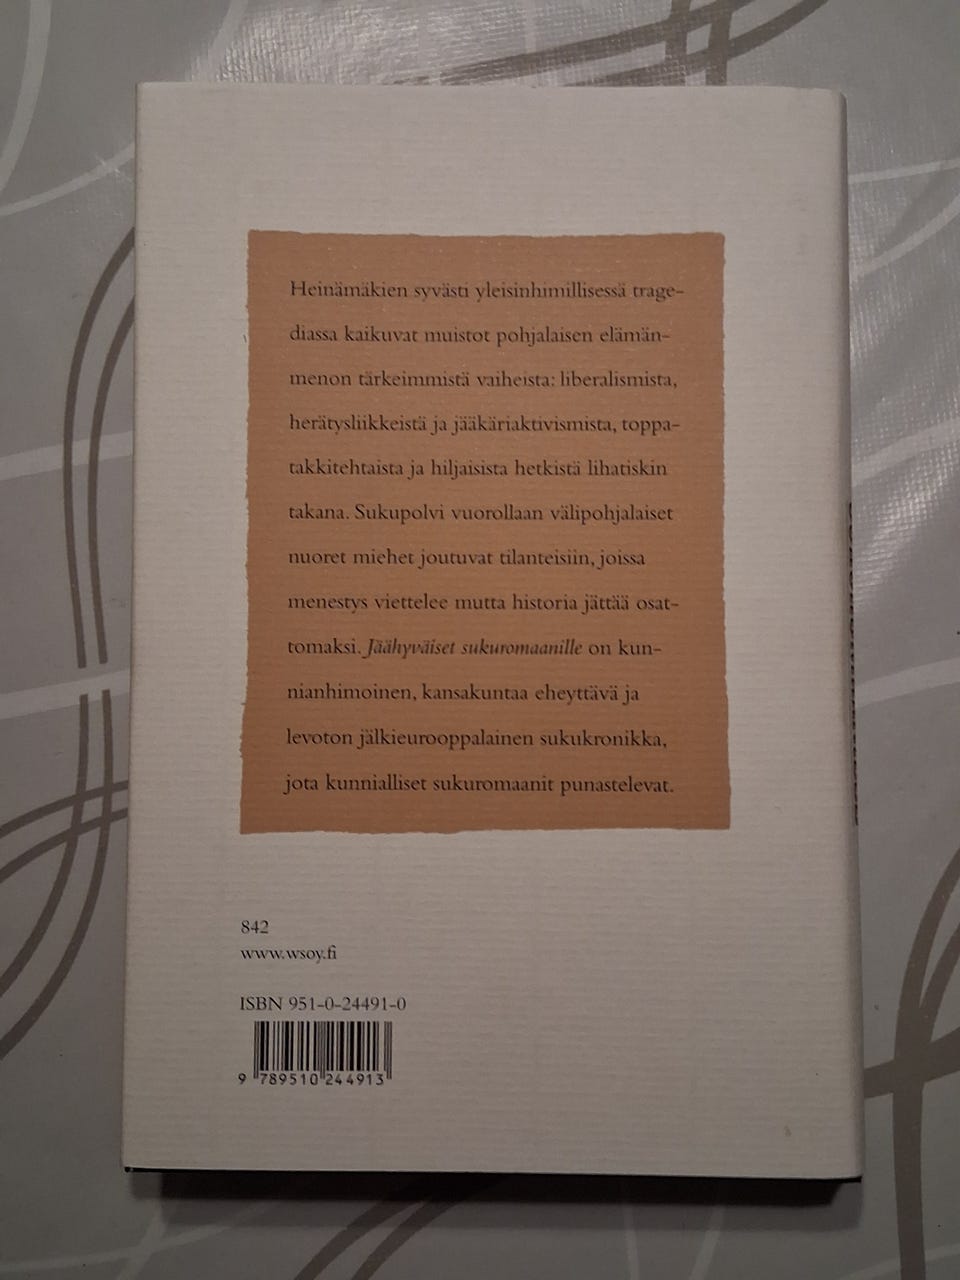 Heinämäkien syvästi yleisinhimillisessä trage-
diassa kaikuvat muistot pohjalaisen elämän-
menon tärkeimmistä vaiheista: liberalismista,
herätysliikkeistä ja jääkäriaktivismista, toppa-
takkitehtaista ja hiljaisista hetkistä lihatiskin
takana. Sukupolvi vuorollaan välipohjalaiset
nuoret miehet joutuvat tilanteisiin, joissa
menestys viettelee mutta historia jättää osat-
tomaksi. Jäähyväiset sukuromaanille on kun-
nianhimoinen, kansakuntaa eheyttävä ja
levoton jälkieurooppalainen sukukronikka,
jota kunnialliset sukuromaanit punastelevat.
842
www.wsoy.fi
ISBN 951-0-24491-0
9 789510 244913